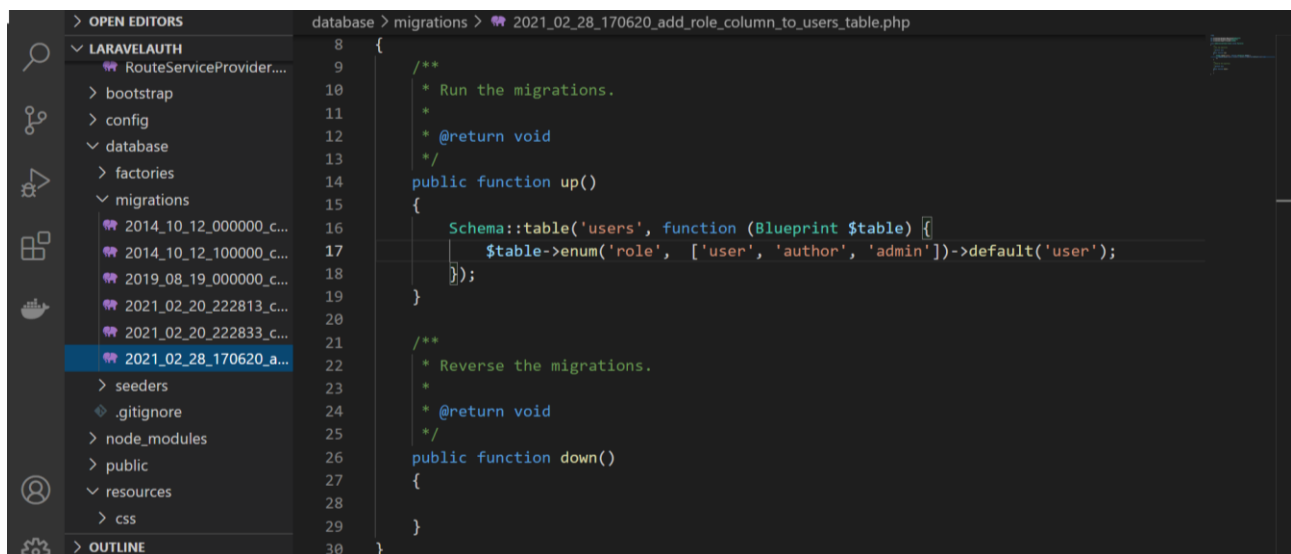 OPEN EDITORS
LARAVELAUTH
RouteServiceProvider....
bootstrap
config
database
factories
migrations
2014_10_12_000000_c...
2014_10_12_100000_c...
2019_08_19_000000_c...
2021_02_20_222813_c...
2021_02_20_222833_c...
2021_02_28_170620_a...
seeders
.gitignore
node_modules
public
resources
css
OUTLINE
database > migrations > 2021_02_28_170620_add_role_column_to_users_table.php
8 {
9 /**
10 * Run the migrations.
11 *
12 * @return void
13 */
14 public function up()
15 {
16 Schema::table('users', function (Blueprint $table) {
17 $table->enum('role',  ['user', 'author', 'admin'])->default('user');
18 });
19 }
20
21 /**
22 * Reverse the migrations.
23 *
24 * @return void
25 */
26 public function down()
27 {
28
29 }
30 }